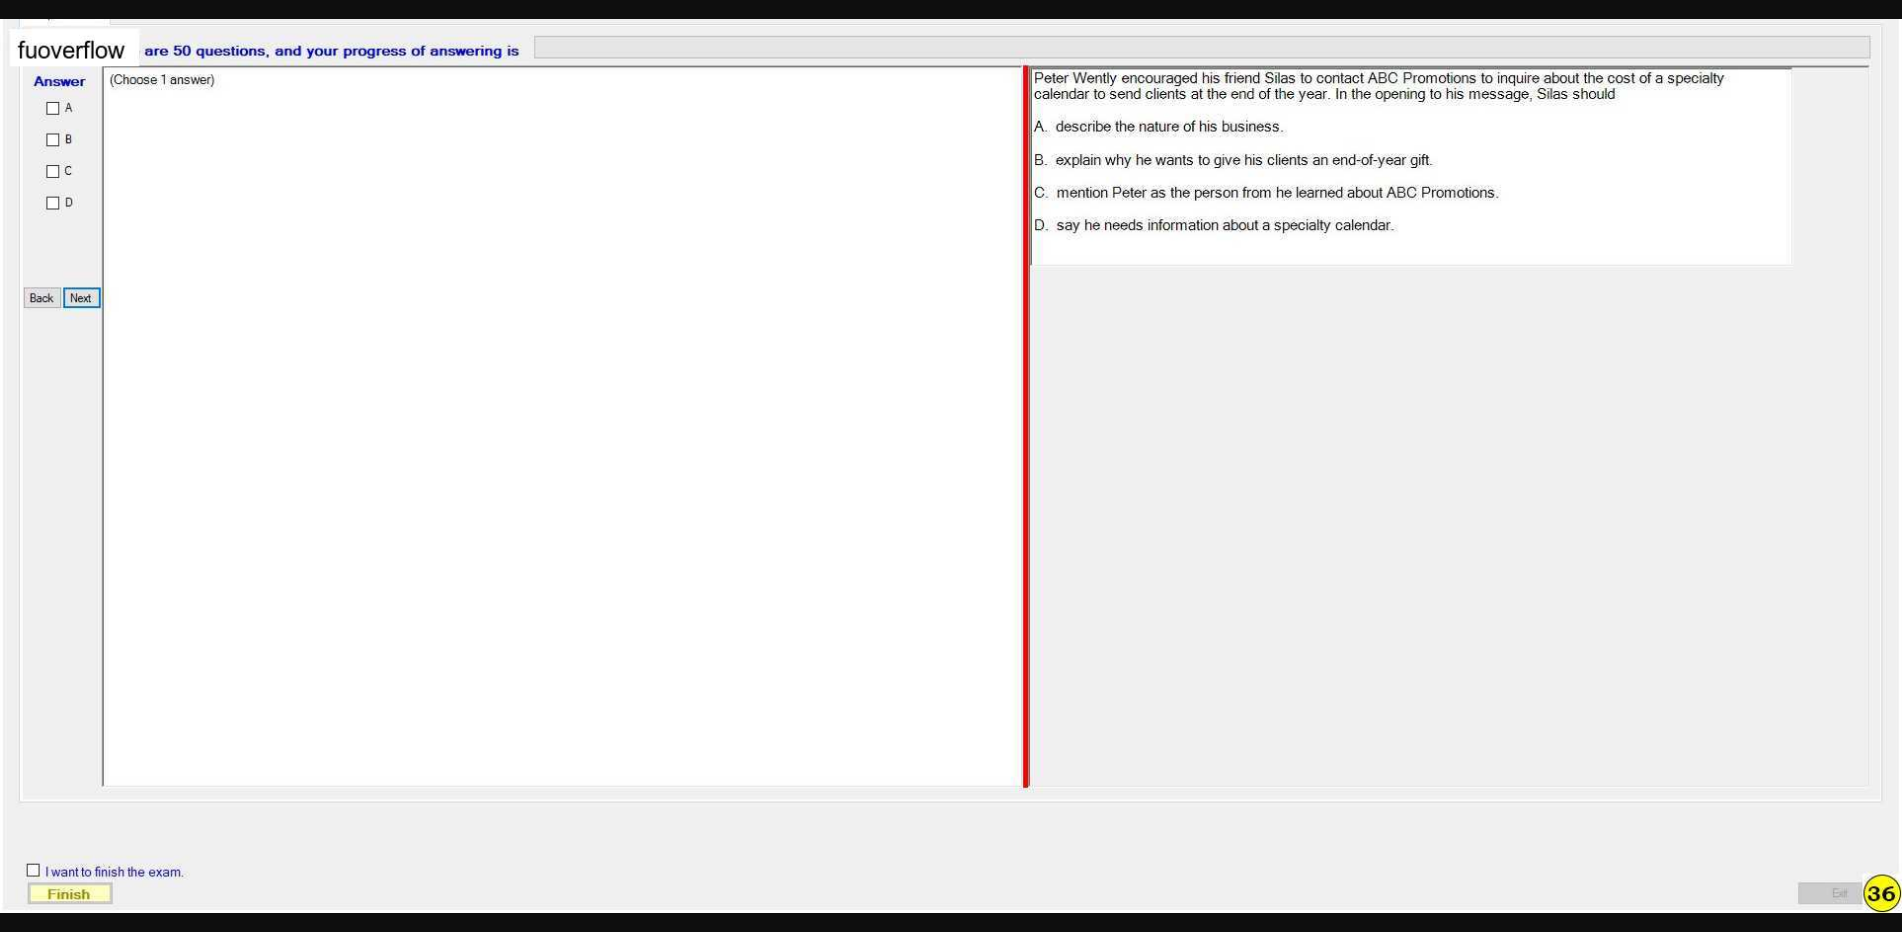 fuoverflow are 50 questions, and your progress of answering is
Answer
(Choose 1 answer)
A
B
C
D
Back Next
Peter Wently encouraged his friend Silas to contact ABC Promotions to inquire about the cost of a specialty
calendar to send clients at the end of the year. In the opening to his message, Silas should
A. describe the nature of his business.
B. explain why he wants to give his clients an end-of-year gift.
C. mention Peter as the person from he learned about ABC Promotions.
D. say he needs information about a specialty calendar.
I want to finish the exam.
Finish
Exit
36